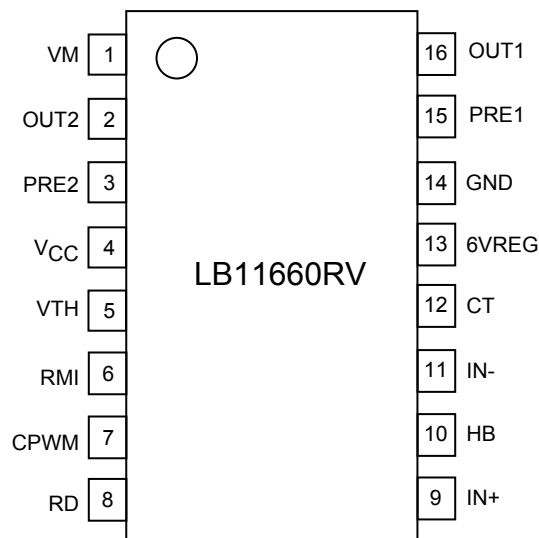 VM 1 16 OUT1
OUT2 2 15 PRE1
PRE2 3 14 GND
VCC 4 13 6VREG
LB11660RV
VTH 5 12 CT
RMI 6 11 IN-
CPWM 7 10 HB
RD 8 9 IN+